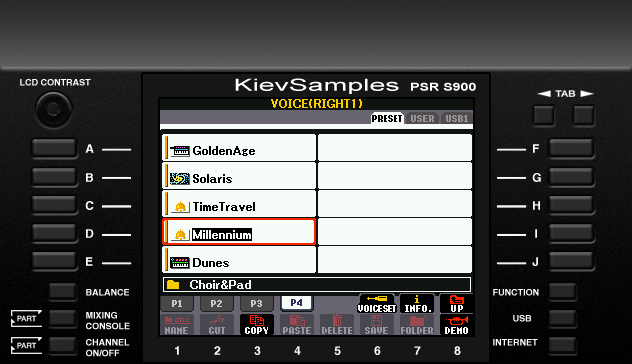 LCD CONTRAST
KievSamples PSR S900
TAB
VOICE(RIGHT1)
PRESET USER USB1
A GoldenAge F
B Solaris G
C TimeTravel H
D Millennium I
E Dunes J
Choir&Pad
BALANCE P1 P2 P3 P4 VOICESET INFO. UP FUNCTION
PART MIXING CONSOLE NAME CUT COPY PASTE DELETE SAVE FOLDER DEMO USB
PART CHANNEL ON/OFF INTERNET
1 2 3 4 5 6 7 8